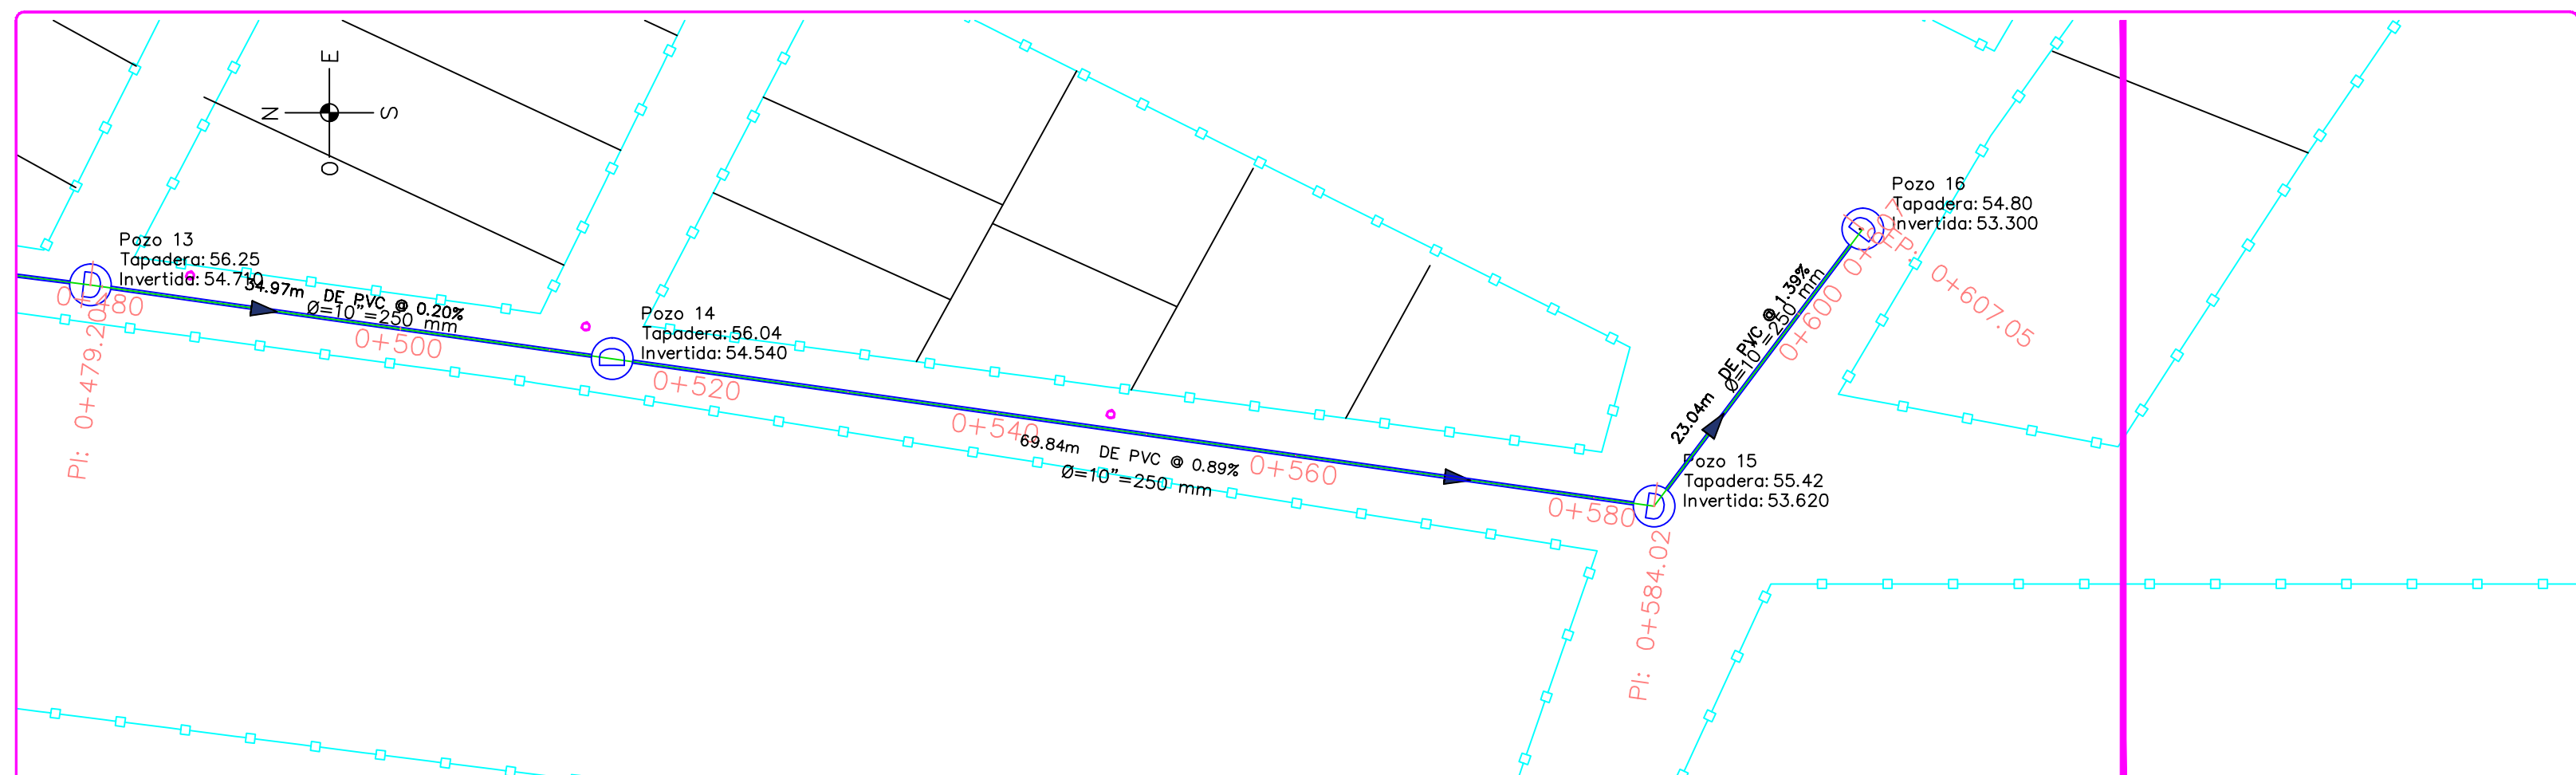 E
N
S
O
Pozo 13
Tapadera: 56.25
Invertida: 54.710
34.97m DE PVC @ 0.20%
Ø=10"=250 mm
0+480
PI: 0+479.20
0+500
Pozo 14
Tapadera: 56.04
Invertida: 54.540
0+520
0+540
69.84m DE PVC @ 0.89%
Ø=10"=250 mm
0+560
0+580
Pozo 15
Tapadera: 55.42
Invertida: 53.620
PI: 0+584.02
23.04m DE PVC @ 1.39%
Ø=10"=250 mm
0+600
Pozo 16
Tapadera: 54.80
Invertida: 53.300
0+607
EP: 0+607.05